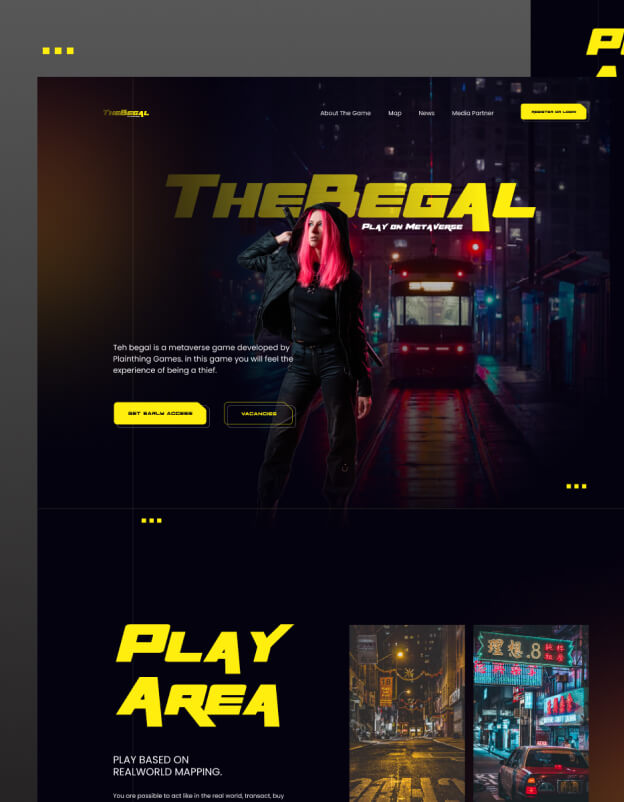 THEBEGAL
About The Game
Map
News
Media Partner
REGISTER OR LOGIN
THEBEGAL
PLAY ON METAVERSE
Teh begal is a metaverse game developed by
Plainthing Games. in this game you will feel the
experience of being a thief.
GET EARLY ACCESS
VACANCIES
PLAY
AREA
理想.8
PLAY BASED ON
REALWORLD MAPPING.
You are possible to act like in the real world, transact, buy